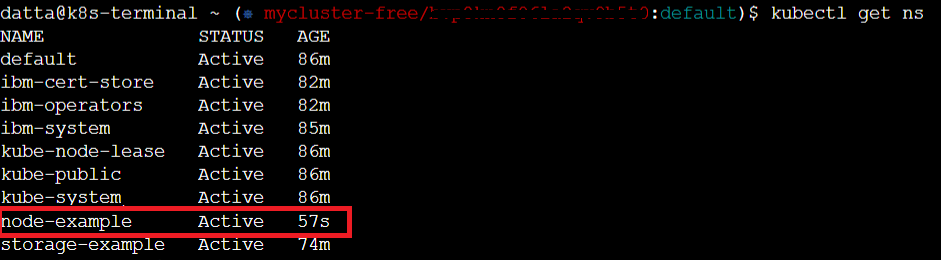 datta@k8s-terminal ~ (⎈ mycluster-free/:default)$ kubectl get ns
NAME STATUS AGE
default Active 86m
ibm-cert-store Active 82m
ibm-operators Active 82m
ibm-system Active 85m
kube-node-lease Active 86m
kube-public Active 86m
kube-system Active 86m
node-example Active 57s
storage-example Active 74m